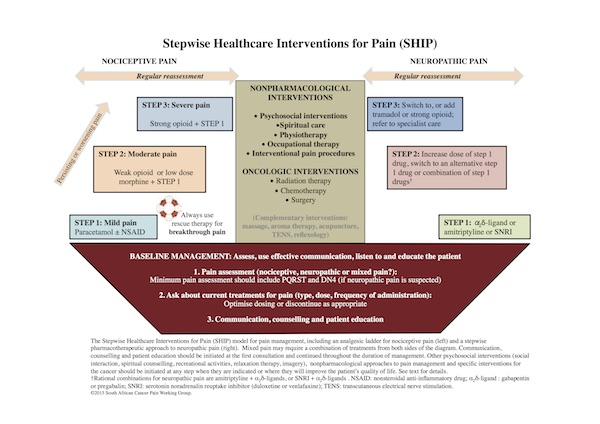 Stepwise Healthcare Interventions for Pain (SHIP)
NOCICEPTIVE PAIN
NEUROPATHIC PAIN
Regular reassessment
Regular reassessment
Persisting or worsening pain
STEP 3: Severe pain
Strong opioid + STEP 1
STEP 2: Moderate pain
Weak opioid or low dose
morphine + STEP 1
STEP 1: Mild pain
Paracetamol ± NSAID
Always use
rescue therapy for
breakthrough pain
NONPHARMACOLOGICAL
INTERVENTIONS
• Psychosocial interventions
•Spiritual care
• Physiotherapy
• Occupational therapy
• Interventional pain procedures
ONCOLOGIC INTERVENTIONS
• Radiation therapy
• Chemotherapy
• Surgery
(Complementary interventions:
massage, aroma therapy, acupuncture,
TENS, reflexology)
STEP 3: Switch to, or add
tramadol or strong opioid;
refer to specialist care
STEP 2: Increase dose of step 1
drug, switch to an alternative step
1 drug or combination of step 1
drugs†
STEP 1: α₂δ-ligand or
amitriptyline or SNRI
BASELINE MANAGEMENT: Assess, use effective communication, listen to and educate the patient
1. Pain assessment (nociceptive, neuropathic or mixed pain?):
Minimum pain assessment should include PQRST and DN4 (if neuropathic pain is suspected)
2. Ask about current treatments for pain (type, dose, frequency of administration):
Optimise dosing or discontinue as appropriate
3. Communication, counselling and patient education
The Stepwise Healthcare Interventions for Pain (SHIP) model for pain management, including an analgesic ladder for nociceptive pain (left) and a stepwise
pharmacotherapeutic approach to neuropathic pain (right). Mixed pain may require a combination of treatments from both sides of the diagram. Communication,
counselling and patient education should be initiated at the first consultation and continued throughout the duration of management. Other psychosocial interventions (social
interaction, spiritual counselling, recreational activities, relaxation therapy, imagery), nonpharmacological approaches to pain management and specific interventions for
the cancer should be initiated at any step when they are indicated or where they will improve the patient's quality of life. See text for details.
†Rational combinations for neuropathic pain are amitriptyline + α₂δ-ligands, or SNRI + α₂δ-ligands . NSAID: nonsteroidal anti-inflammatory drug; α₂δ-ligand : gabapentin
or pregabalin; SNRI: serotonin noradrenalin reuptake inhibitor (duloxetine or venlafaxine); TENS: transcutaneous electrical nerve stimulation.
©2015 South African Cancer Pain Working Group.